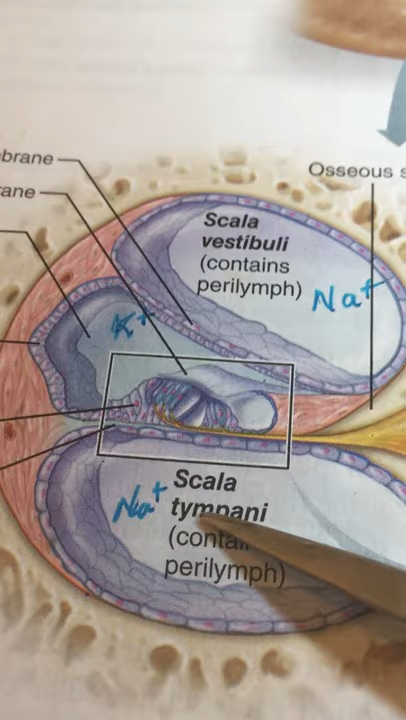 brane
rane
Osseous s
Scala
vestibuli
(contains
perilymph)
Na+
K+
Na+
Scala
tympani
(contai
perilymph)